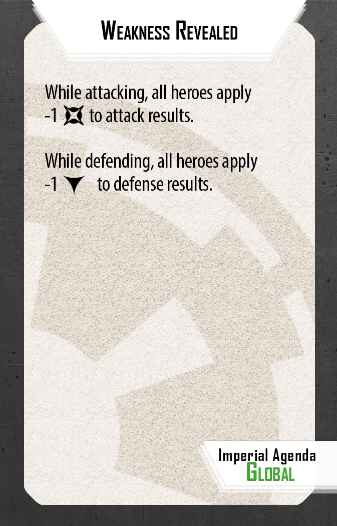 Weakness Revealed
While attacking, all heroes apply
-1 to attack results.
While defending, all heroes apply
-1 to defense results.
Imperial Agenda
Global